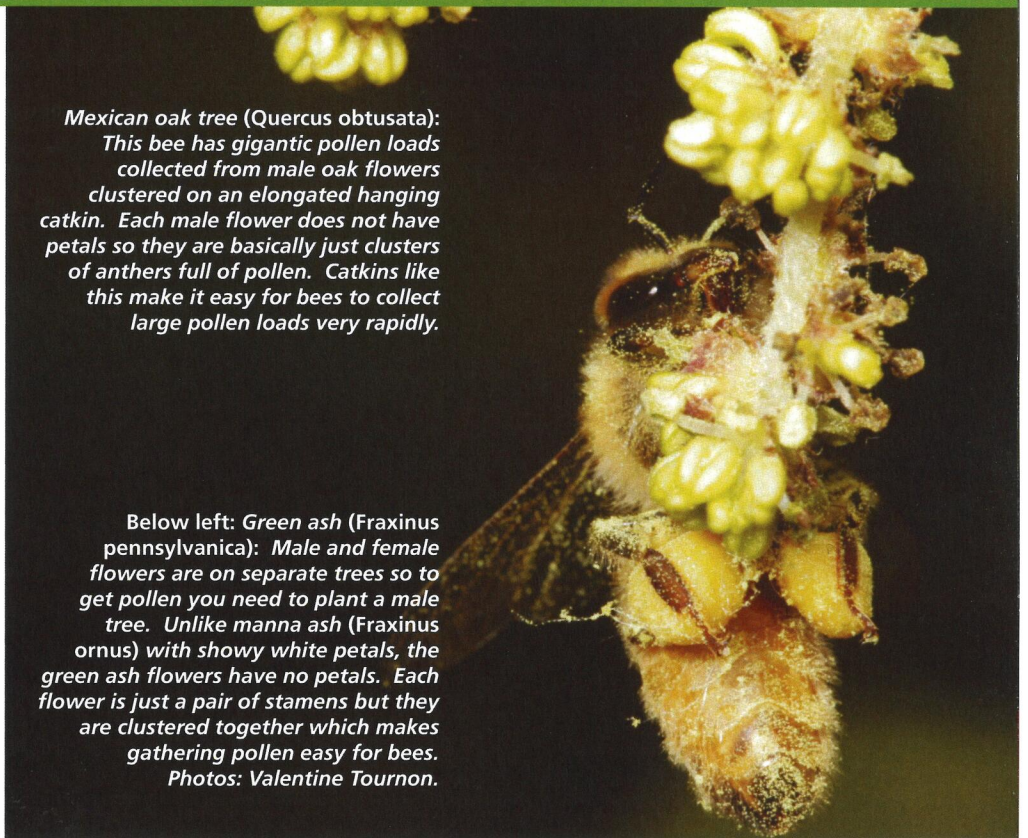 Mexican oak tree (Quercus obtusata):
This bee has gigantic pollen loads
collected from male oak flowers
clustered on an elongated hanging
catkin. Each male flower does not have
petals so they are basically just clusters
of anthers full of pollen. Catkins like
this make it easy for bees to collect
large pollen loads very rapidly.
Below left: Green ash (Fraxinus
pennsylvanica): Male and female
flowers are on separate trees so to
get pollen you need to plant a male
tree. Unlike manna ash (Fraxinus
ornus) with showy white petals, the
green ash flowers have no petals. Each
flower is just a pair of stamens but they
are clustered together which makes
gathering pollen easy for bees.
Photos: Valentine Tournon.